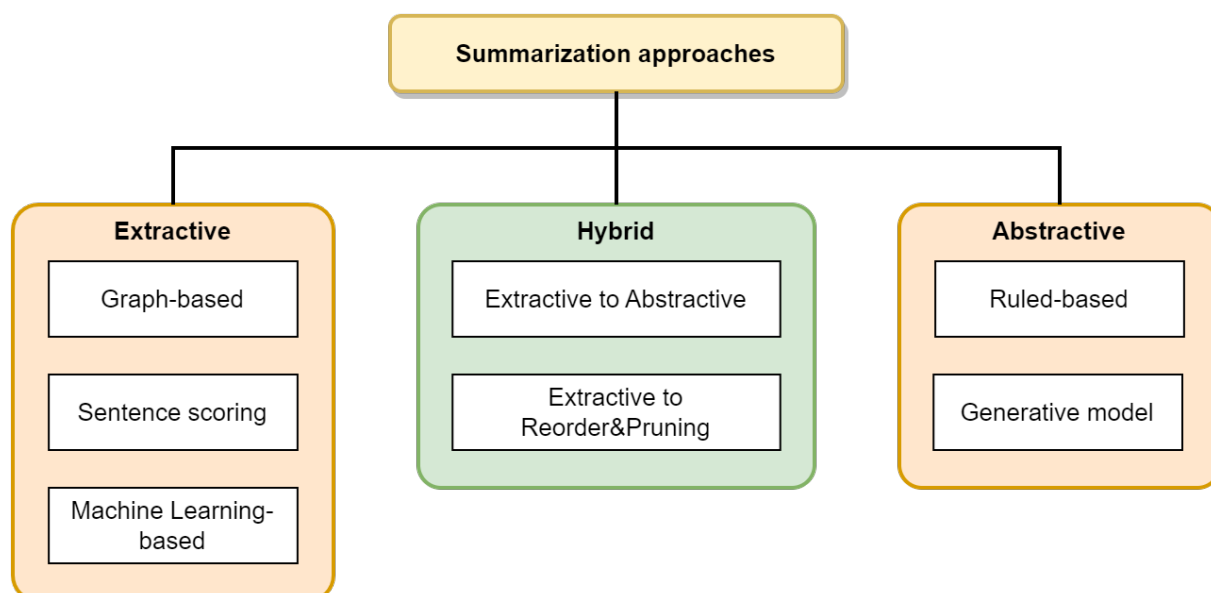 Summarization approaches
Extractive
Graph-based
Sentence scoring
Machine Learning-
based
Hybrid
Extractive to Abstractive
Extractive to
Reorder&Pruning
Abstractive
Ruled-based
Generative model